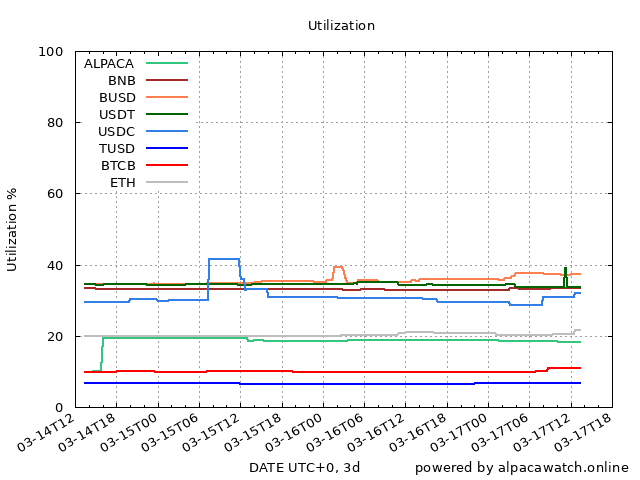 Utilization
100
80
60
40
20
0
Utilization %
ALPACA
BNB
BUSD
USDT
USDC
TUSD
BTCB
ETH
03-14T12
03-14T18
03-15T00
03-15T06
03-15T12
03-15T18
03-16T00
03-16T06
03-16T12
03-16T18
03-17T00
03-17T06
03-17T12
03-17T18
DATE UTC+0, 3d
powered by alpacawatch.online